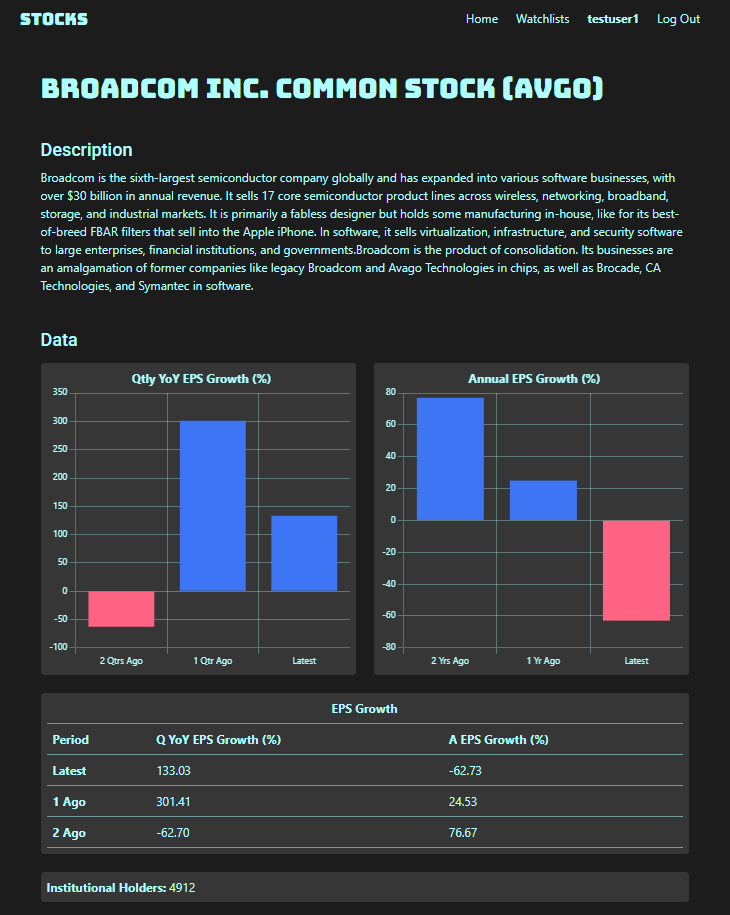 STOCKS
Home Watchlists testuser1 Log Out
BROADCOM INC. COMMON STOCK (AVGO)
Description
Broadcom is the sixth-largest semiconductor company globally and has expanded into various software businesses, with
over $30 billion in annual revenue. It sells 17 core semiconductor product lines across wireless, networking, broadband,
storage, and industrial markets. It is primarily a fabless designer but holds some manufacturing in-house, like for its best-
of-breed FBAR filters that sell into the Apple iPhone. In software, it sells virtualization, infrastructure, and security software
to large enterprises, financial institutions, and governments.Broadcom is the product of consolidation. Its businesses are
an amalgamation of former companies like legacy Broadcom and Avago Technologies in chips, as well as Brocade, CA
Technologies, and Symantec in software.
Data
Qtly YoY EPS Growth (%)
350
300
250
200
150
100
50
0
-50
-100
2 Qtrs Ago 1 Qtr Ago Latest
Annual EPS Growth (%)
80
60
40
20
0
-20
-40
-60
-80
2 Yrs Ago 1 Yr Ago Latest
EPS Growth
Period Q YoY EPS Growth (%) A EPS Growth (%)
Latest 133.03 -62.73
1 Ago 301.41 24.53
2 Ago -62.70 76.67
Institutional Holders: 4912